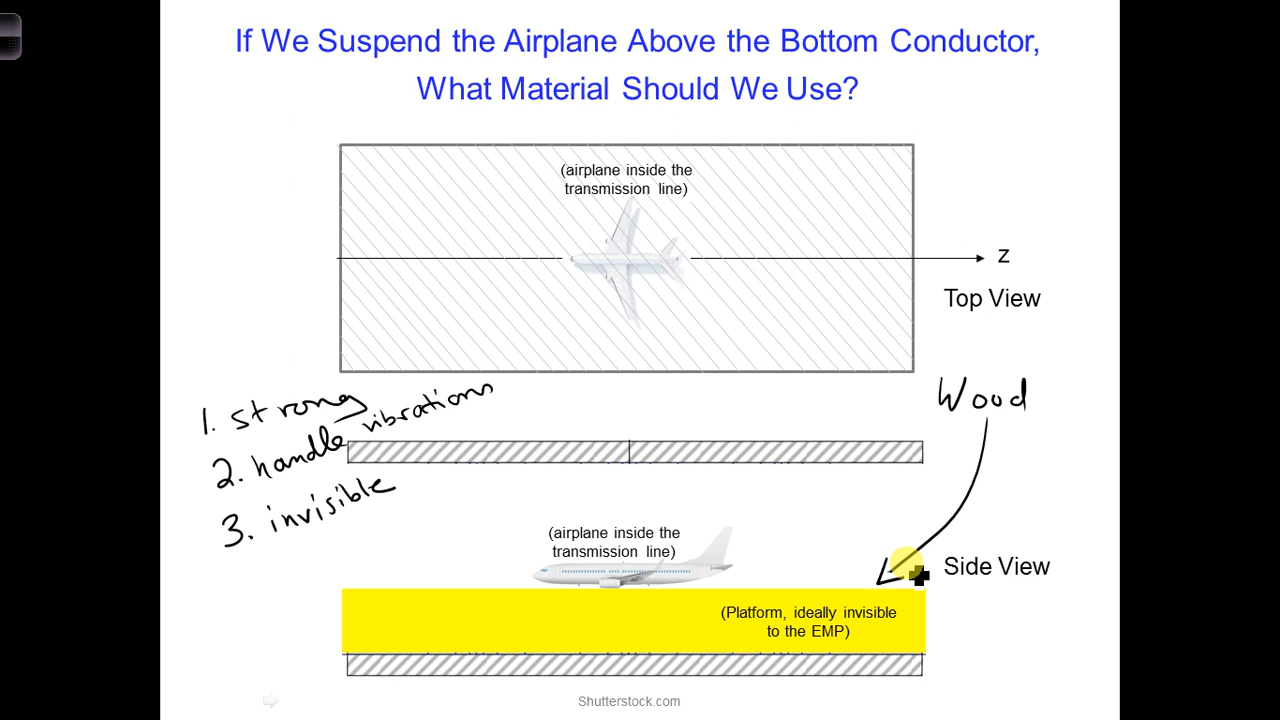 If We Suspend the Airplane Above the Bottom Conductor,
What Material Should We Use?
(airplane inside the
transmission line)
z
Top View
1. strong
2. handle vibrations
3. invisible
Wood
(airplane inside the
transmission line)
Side View
(Platform, ideally invisible
to the EMP)
Shutterstock.com